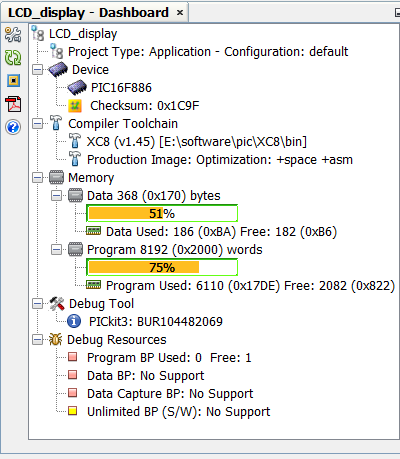 LCD_display - Dashboard ×
LCD_display
Project Type: Application - Configuration: default
Device
PIC16F886
Checksum: 0x1C9F
Compiler Toolchain
XC8 (v1.45) [E:\software\pic\XC8\bin]
Production Image: Optimization: +space +asm
Memory
Data 368 (0x170) bytes
51%
Data Used: 186 (0xBA) Free: 182 (0xB6)
Program 8192 (0x2000) words
75%
Program Used: 6110 (0x17DE) Free: 2082 (0x822)
Debug Tool
PICkit3: BUR104482069
Debug Resources
Program BP Used: 0 Free: 1
Data BP: No Support
Data Capture BP: No Support
Unlimited BP (S/W): No Support